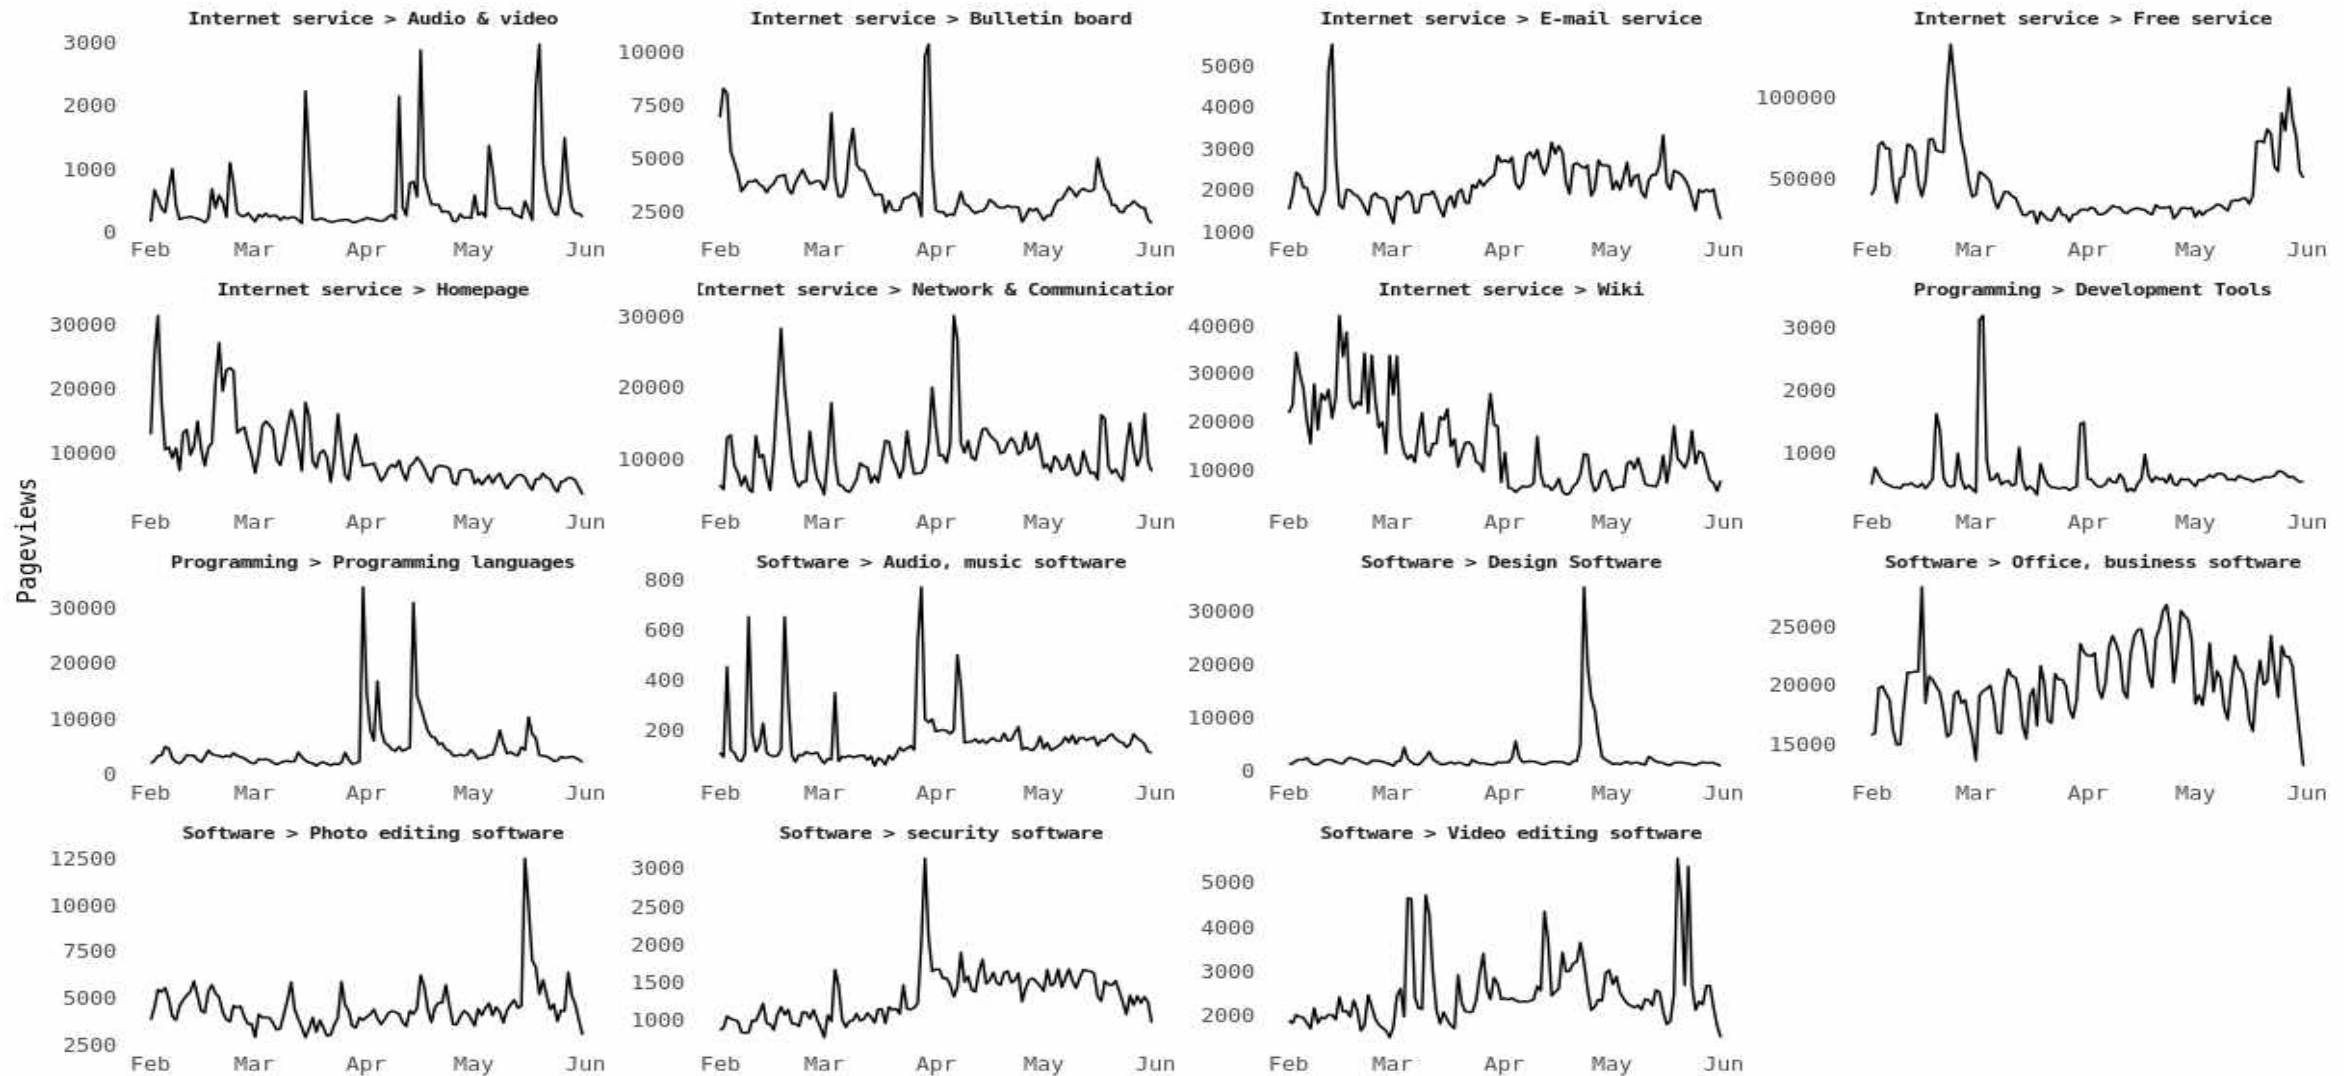 Internet service > Audio & video
3000
2000
1000
0
Feb Mar Apr May Jun
Internet service > Bulletin board
10000
7500
5000
2500
Feb Mar Apr May Jun
Internet service > E-mail service
5000
4000
3000
2000
1000
Feb Mar Apr May Jun
Internet service > Free service
100000
50000
Feb Mar Apr May Jun
Pageviews
Internet service > Homepage
30000
20000
10000
Feb Mar Apr May Jun
Internet service > Network & Communication
30000
20000
10000
Feb Mar Apr May Jun
Internet service > Wiki
40000
30000
20000
10000
Feb Mar Apr May Jun
Programming > Development Tools
3000
2000
1000
Feb Mar Apr May Jun
Programming > Programming languages
30000
20000
10000
0
Feb Mar Apr May Jun
Software > Audio, music software
800
600
400
200
Feb Mar Apr May Jun
Software > Design Software
30000
20000
10000
0
Feb Mar Apr May Jun
Software > Office, business software
25000
20000
15000
Feb Mar Apr May Jun
Software > Photo editing software
12500
10000
7500
5000
2500
Feb Mar Apr May Jun
Software > security software
3000
2500
2000
1500
1000
Feb Mar Apr May Jun
Software > Video editing software
5000
4000
3000
2000
Feb Mar Apr May Jun